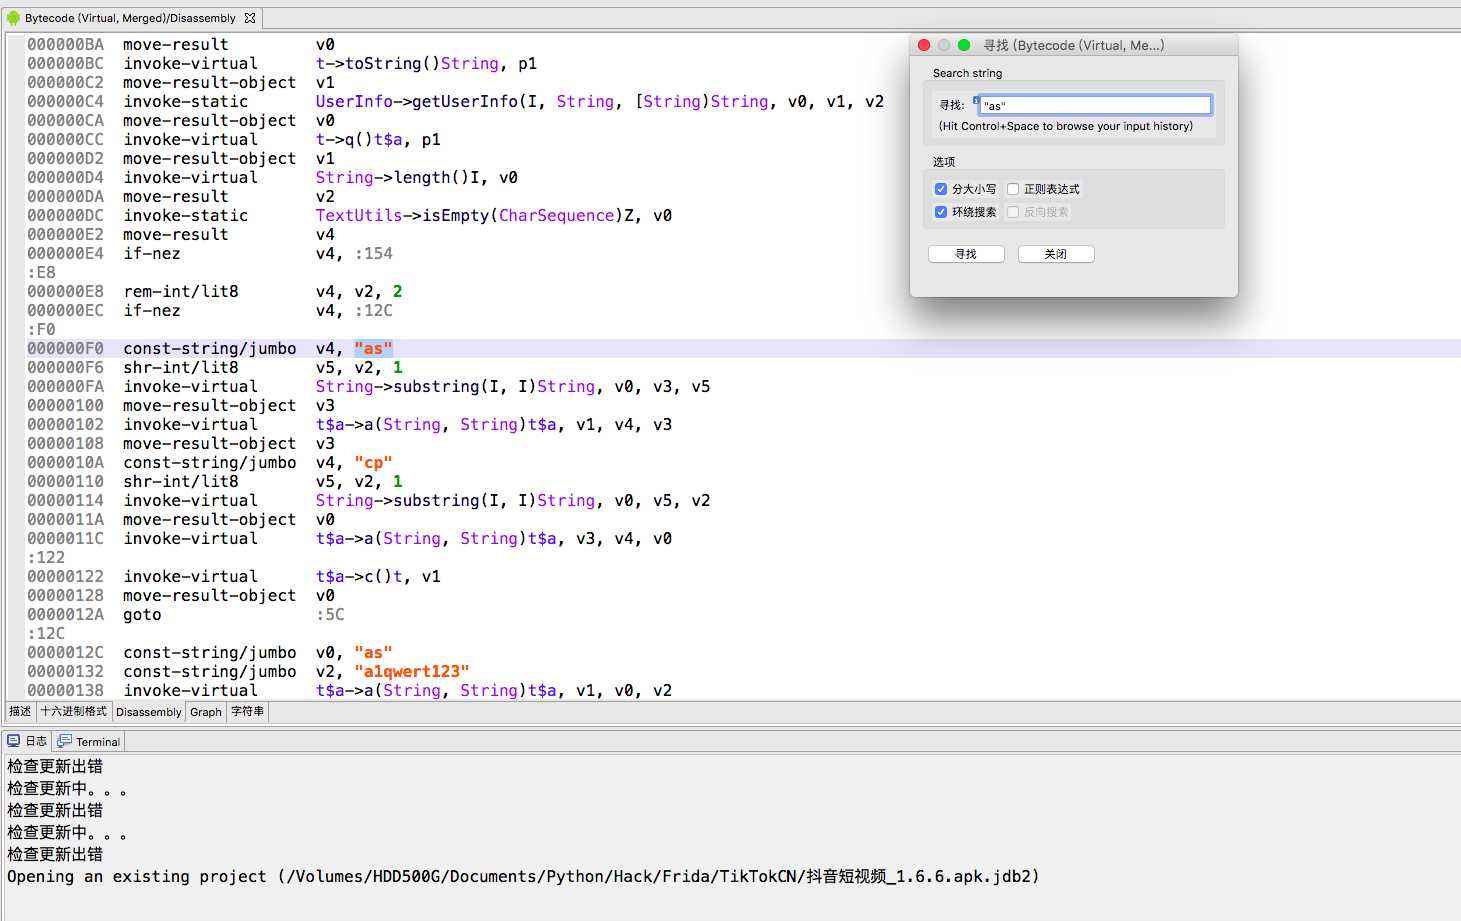 Bytecode (Virtual, Merged)/Disassembly
000000BA move-result v0
000000BC invoke-virtual t->toString()String, p1
000000C2 move-result-object v1
000000C4 invoke-static UserInfo->getUserInfo(I, String, [String)String, v0, v1, v2
000000CA move-result-object v0
000000CC invoke-virtual t->q()t$a, p1
000000D2 move-result-object v1
000000D4 invoke-virtual String->length()I, v0
000000DA move-result v2
000000DC invoke-static TextUtils->isEmpty(CharSequence)Z, v0
000000E2 move-result v4
000000E4 if-nez v4, :154
:E8
000000E8 rem-int/lit8 v4, v2, 2
000000EC if-nez v4, :12C
:F0
000000F0 const-string/jumbo v4, "as"
000000F6 shr-int/lit8 v5, v2, 1
000000FA invoke-virtual String->substring(I, I)String, v0, v3, v5
00000100 move-result-object v3
00000102 invoke-virtual t$a->a(String, String)t$a, v1, v4, v3
00000108 move-result-object v3
0000010A const-string/jumbo v4, "cp"
00000110 shr-int/lit8 v5, v2, 1
00000114 invoke-virtual String->substring(I, I)String, v0, v5, v2
0000011A move-result-object v0
0000011C invoke-virtual t$a->a(String, String)t$a, v3, v4, v0
:122
00000122 invoke-virtual t$a->c()t, v1
00000128 move-result-object v0
0000012A goto :5C
:12C
0000012C const-string/jumbo v0, "as"
00000132 const-string/jumbo v2, "a1qwert123"
00000138 invoke-virtual t$a->a(String, String)t$a, v1, v0, v2
寻找 (Bytecode (Virtual, Me...)
Search string
寻找: "as"
(Hit Control+Space to browse your input history)
选项
分大小写 正则表达式
环绕搜索 反向搜索
寻找 关闭
描述 十六进制格式 Disassembly Graph 字符串
日志 Terminal
检查更新出错
检查更新中。。。
检查更新出错
检查更新中。。。
检查更新出错
Opening an existing project (/Volumes/HDD500G/Documents/Python/Hack/Frida/TikTokCN/抖音短视频_1.6.6.apk.jdb2)